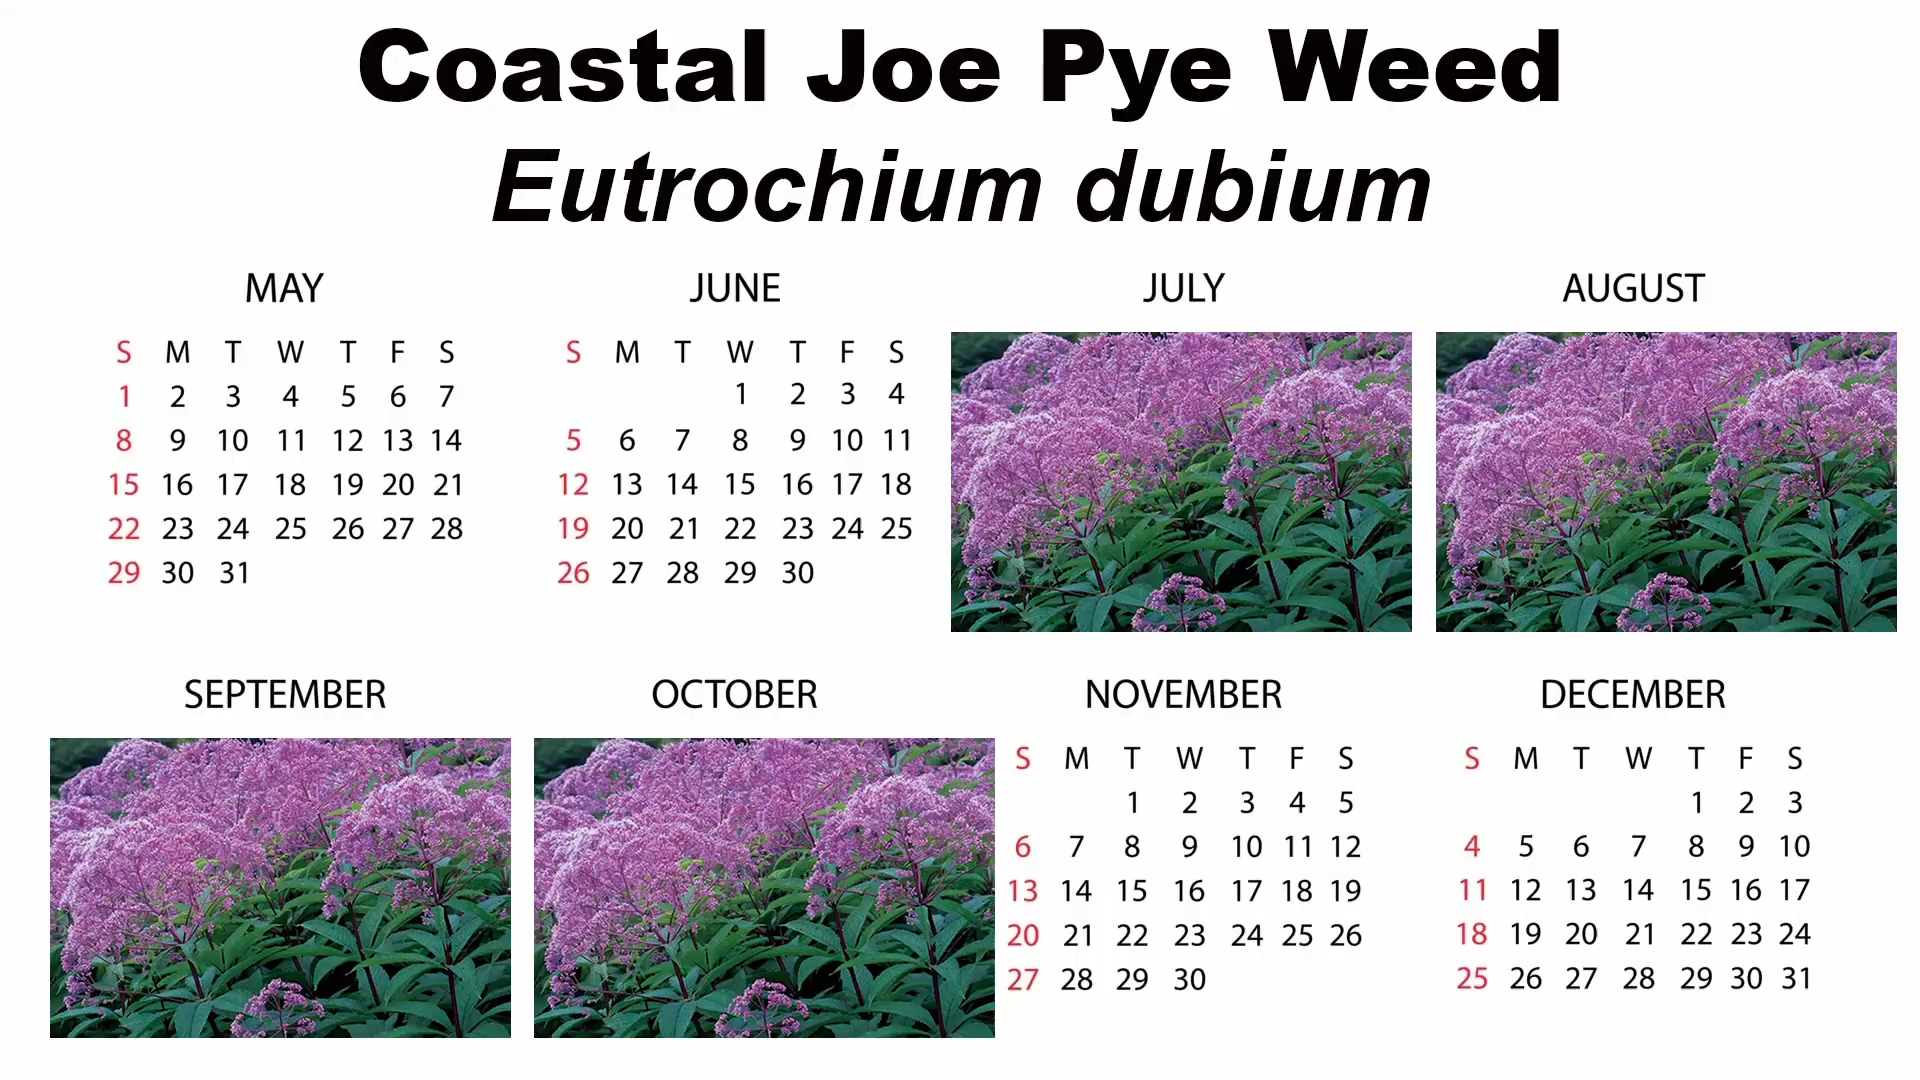 Coastal Joe Pye Weed
Eutrochium dubium
MAY
S M T W T F S
1 2 3 4 5 6 7
8 9 10 11 12 13 14
15 16 17 18 19 20 21
22 23 24 25 26 27 28
29 30 31
JUNE
S M T W T F S
1 2 3 4
5 6 7 8 9 10 11
12 13 14 15 16 17 18
19 20 21 22 23 24 25
26 27 28 29 30
JULY
AUGUST
SEPTEMBER
OCTOBER
NOVEMBER
S M T W T F S
1 2 3 4 5
6 7 8 9 10 11 12
13 14 15 16 17 18 19
20 21 22 23 24 25 26
27 28 29 30
DECEMBER
S M T W T F S
1 2 3
4 5 6 7 8 9 10
11 12 13 14 15 16 17
18 19 20 21 22 23 24
25 26 27 28 29 30 31